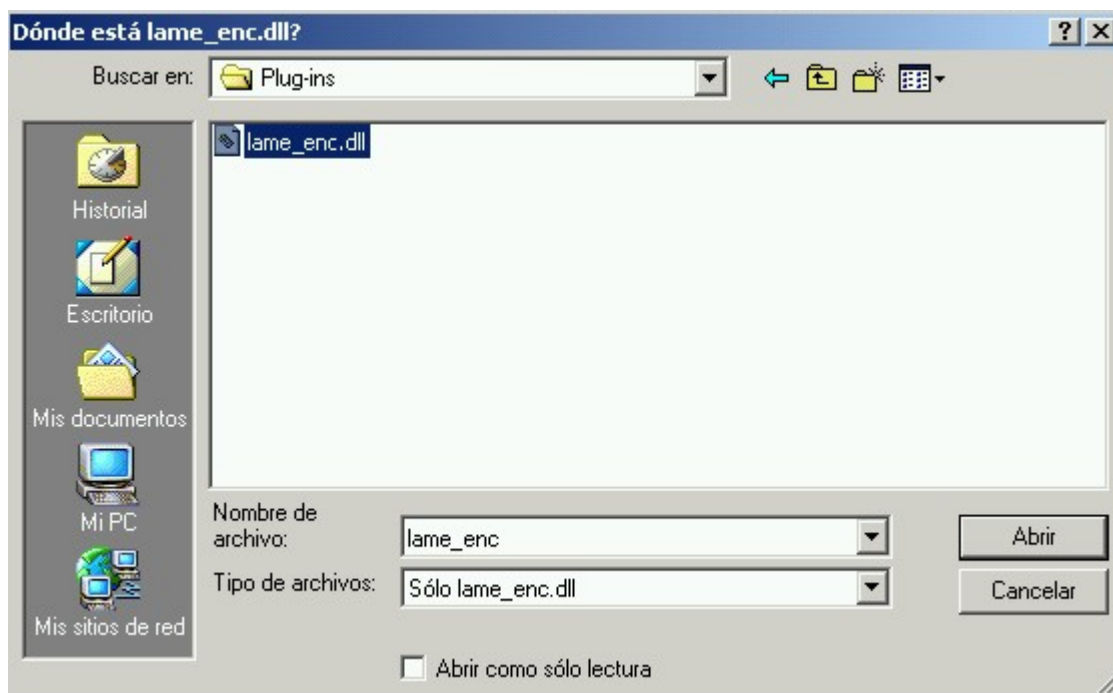 Dónde está lame_enc.dll?
Buscar en:
Plug-ins
lame_enc.dll
Historial
Escritorio
Mis documentos
Mi PC
Mis sitios de red
Nombre de
archivo:
lame_enc
Abrir
Tipo de archivos:
Sólo lame_enc.dll
Cancelar
Abrir como sólo lectura